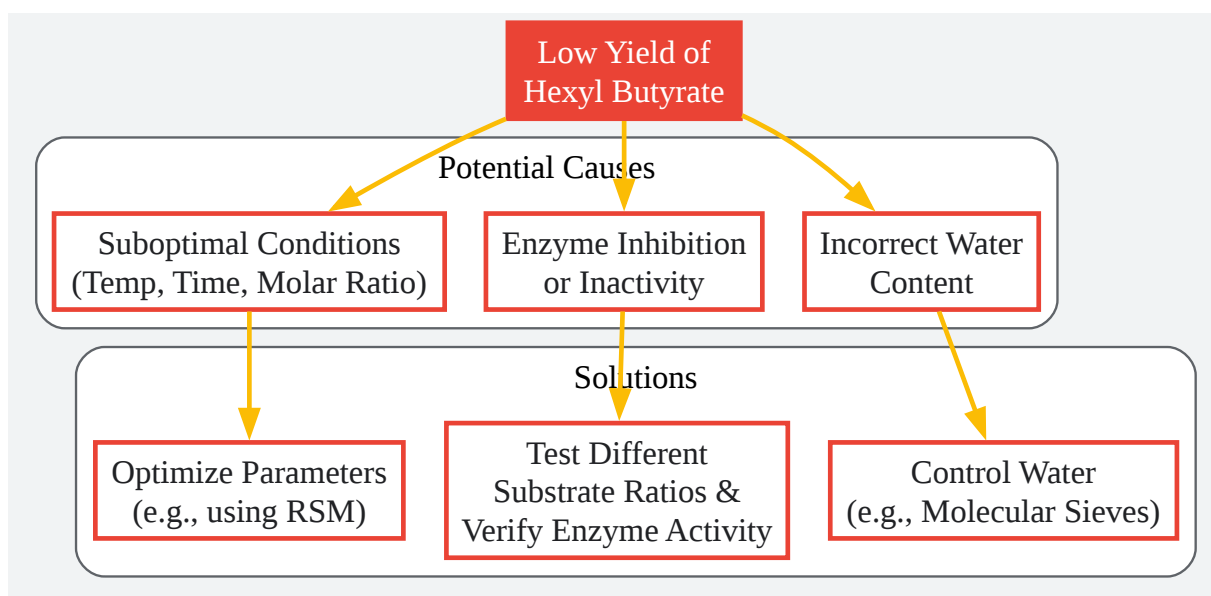 Low Yield of
Hexyl Butyrate
Potential Causes
Suboptimal Conditions
(Temp, Time, Molar Ratio)
Enzyme Inhibition
or Inactivity
Incorrect Water
Content
Solutions
Optimize Parameters
(e.g., using RSM)
Test Different
Substrate Ratios &
Verify Enzyme Activity
Control Water
(e.g., Molecular Sieves)